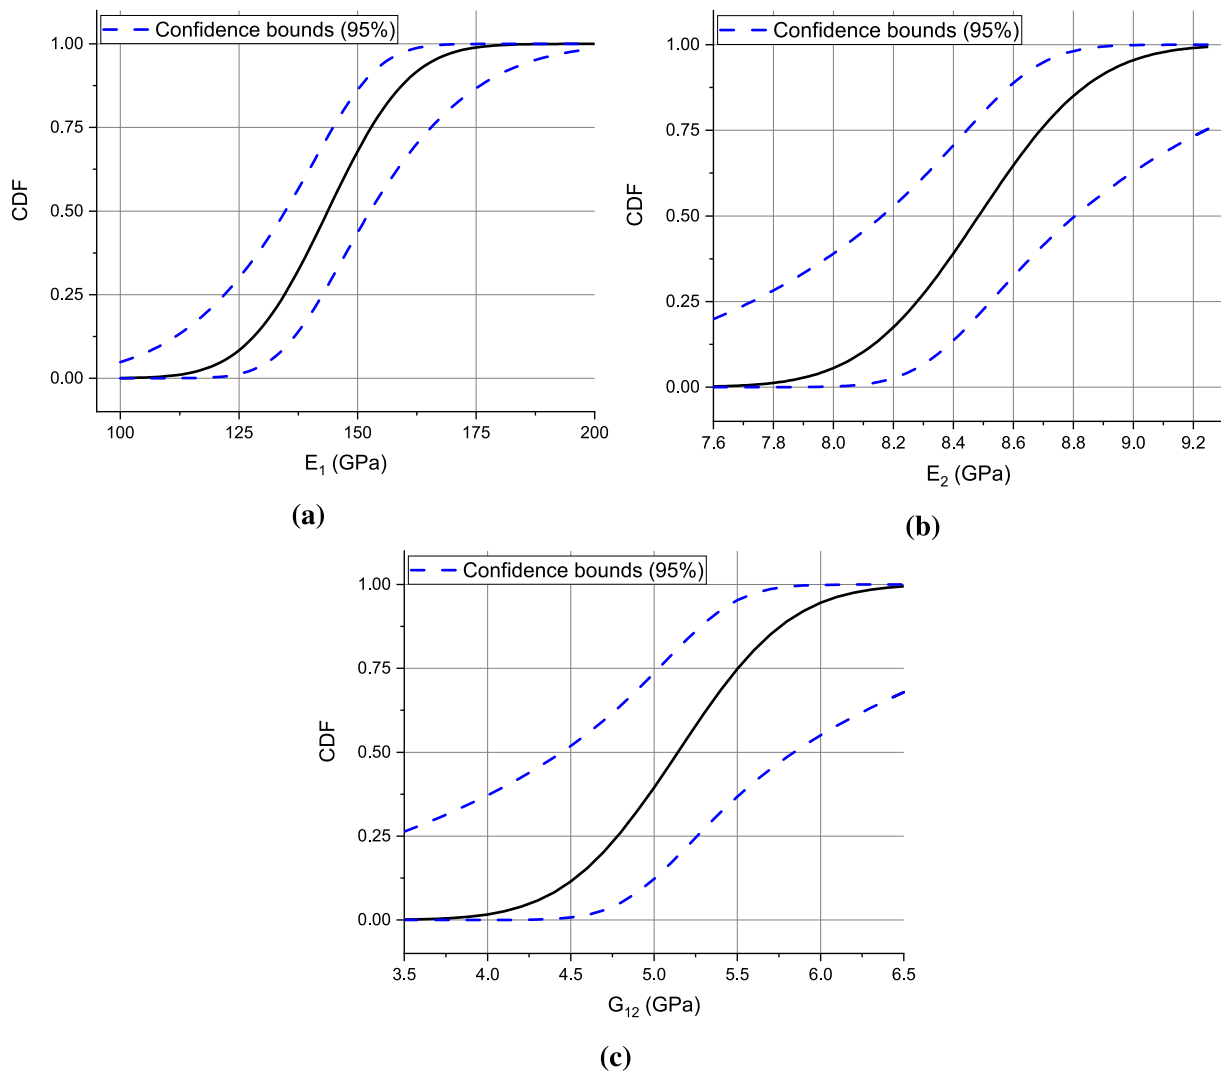 Confidence bounds (95%)
1.00
0.75
0.50
0.25
0.00
CDF
100 125 150 175 200
E₁ (GPa)
(a)
Confidence bounds (95%)
1.00
0.75
0.50
0.25
0.00
CDF
7.6 7.8 8.0 8.2 8.4 8.6 8.8 9.0 9.2
E₂ (GPa)
(b)
Confidence bounds (95%)
1.00
0.75
0.50
0.25
0.00
CDF
3.5 4.0 4.5 5.0 5.5 6.0 6.5
G₁₂ (GPa)
(c)